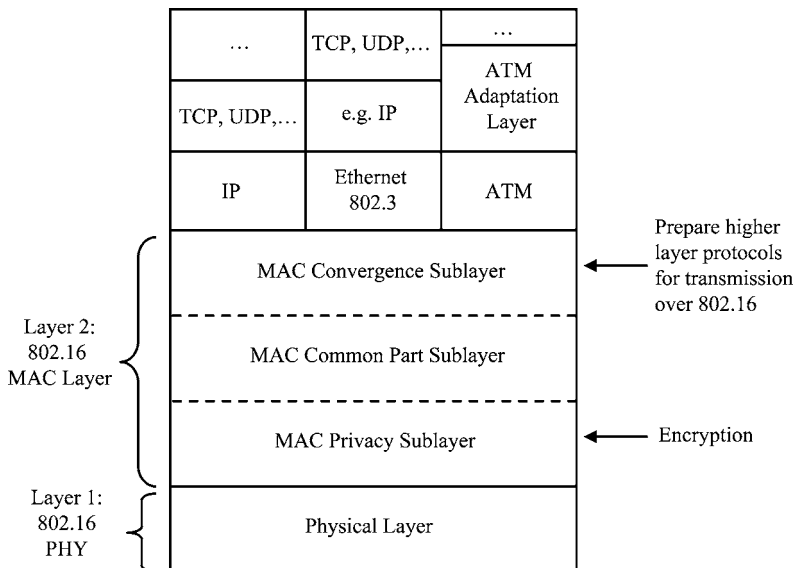 …
TCP, UDP,…
…
TCP, UDP,…
e.g. IP
ATM
Adaptation
Layer
IP
Ethernet
802.3
ATM
MAC Convergence Sublayer
Prepare higher
layer protocols
for transmission
over 802.16
Layer 2:
802.16
MAC Layer
MAC Common Part Sublayer
MAC Privacy Sublayer
Encryption
Layer 1:
802.16
PHY
Physical Layer